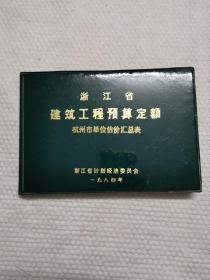 浙江省
建筑工程预算定额
杭州市单位估价汇总表
浙江省计划经济委员会
一九八四年